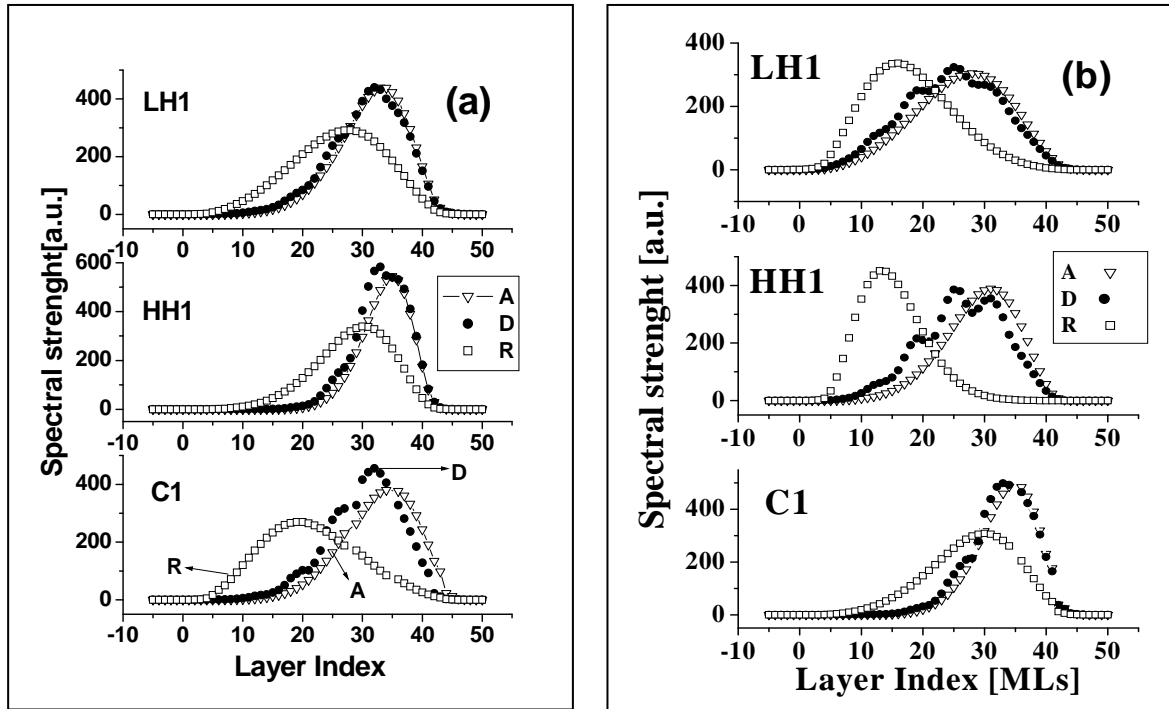 (a)
LH1
400
200
0
-10 0 10 20 30 40 50
HH1
600
400
200
0
A
D
R
-10 0 10 20 30 40 50
C1
400
200
0
D
R
A
-10 0 10 20 30 40 50
Spectral strenght[a.u.]
Layer Index
(b)
LH1
400
200
0
-10 0 10 20 30 40 50
HH1
400
200
0
A
D
R
-10 0 10 20 30 40 50
C1
400
200
0
-10 0 10 20 30 40 50
Spectral strenght [a.u.]
Layer Index [MLs]